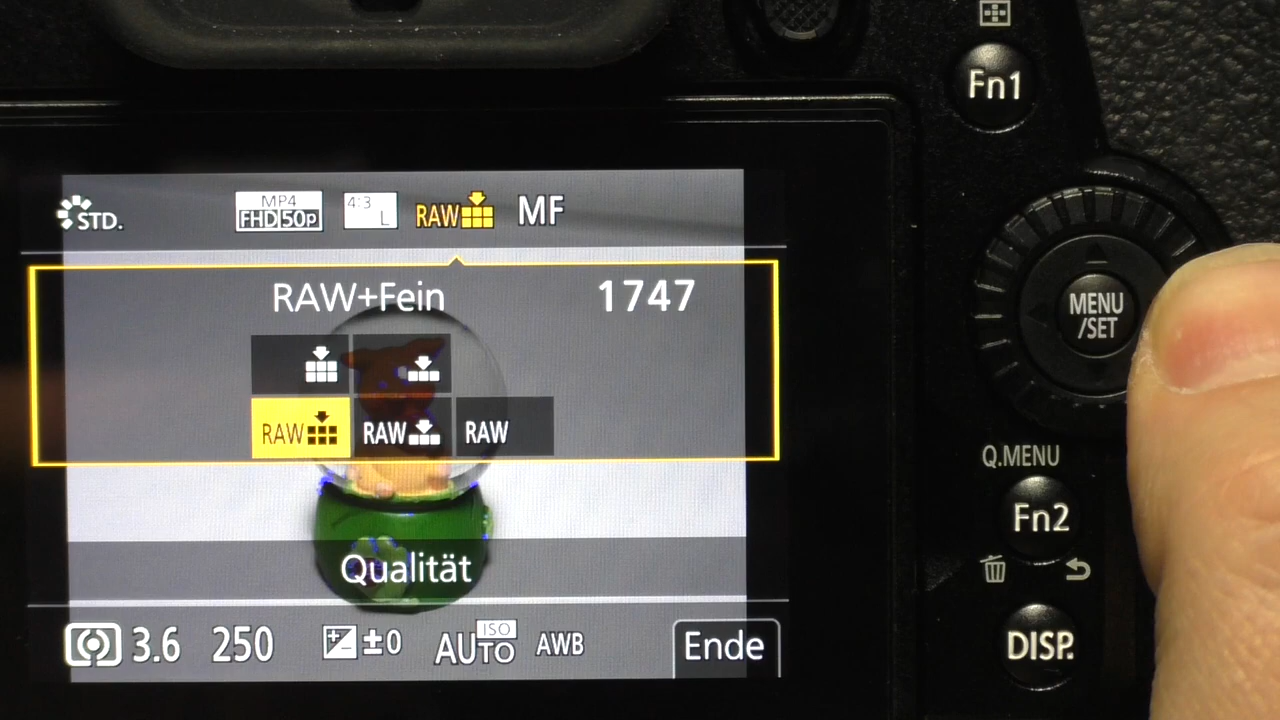 Fn1
STD.
MP4
FHD 50p
4:3
L
RAW
MF
RAW+Fein 1747
RAW RAW RAW
MENU
/SET
Q.MENU
Fn2
Qualität
3.6 250 ±0 AUTO ISO AWB
Ende
DISP.